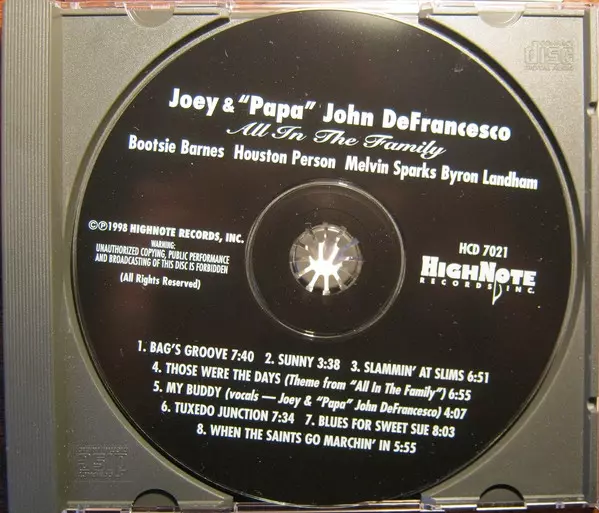 Joey & "Papa" John DeFrancesco
All In The Family
Bootsie Barnes Houston Person Melvin Sparks Byron Landham
©℗1998 HIGHNOTE RECORDS, INC.
WARNING:
UNAUTHORIZED COPYING, PUBLIC PERFORMANCE
AND BROADCASTING OF THIS DISC IS FORBIDDEN
(All Rights Reserved)
HCD 7021
HIGHNOTE
RECORDS, INC.
1. BAG'S GROOVE 7:40 2. SUNNY 3:38 3. SLAMMIN' AT SLIMS 6:51
4. THOSE WERE THE DAYS (Theme from "All In The Family") 6:55
5. MY BUDDY (vocals — Joey & "Papa" John DeFrancesco) 4:07
6. TUXEDO JUNCTION 7:34 7. BLUES FOR SWEET SUE 8:03
8. WHEN THE SAINTS GO MARCHIN' IN 5:55
disc